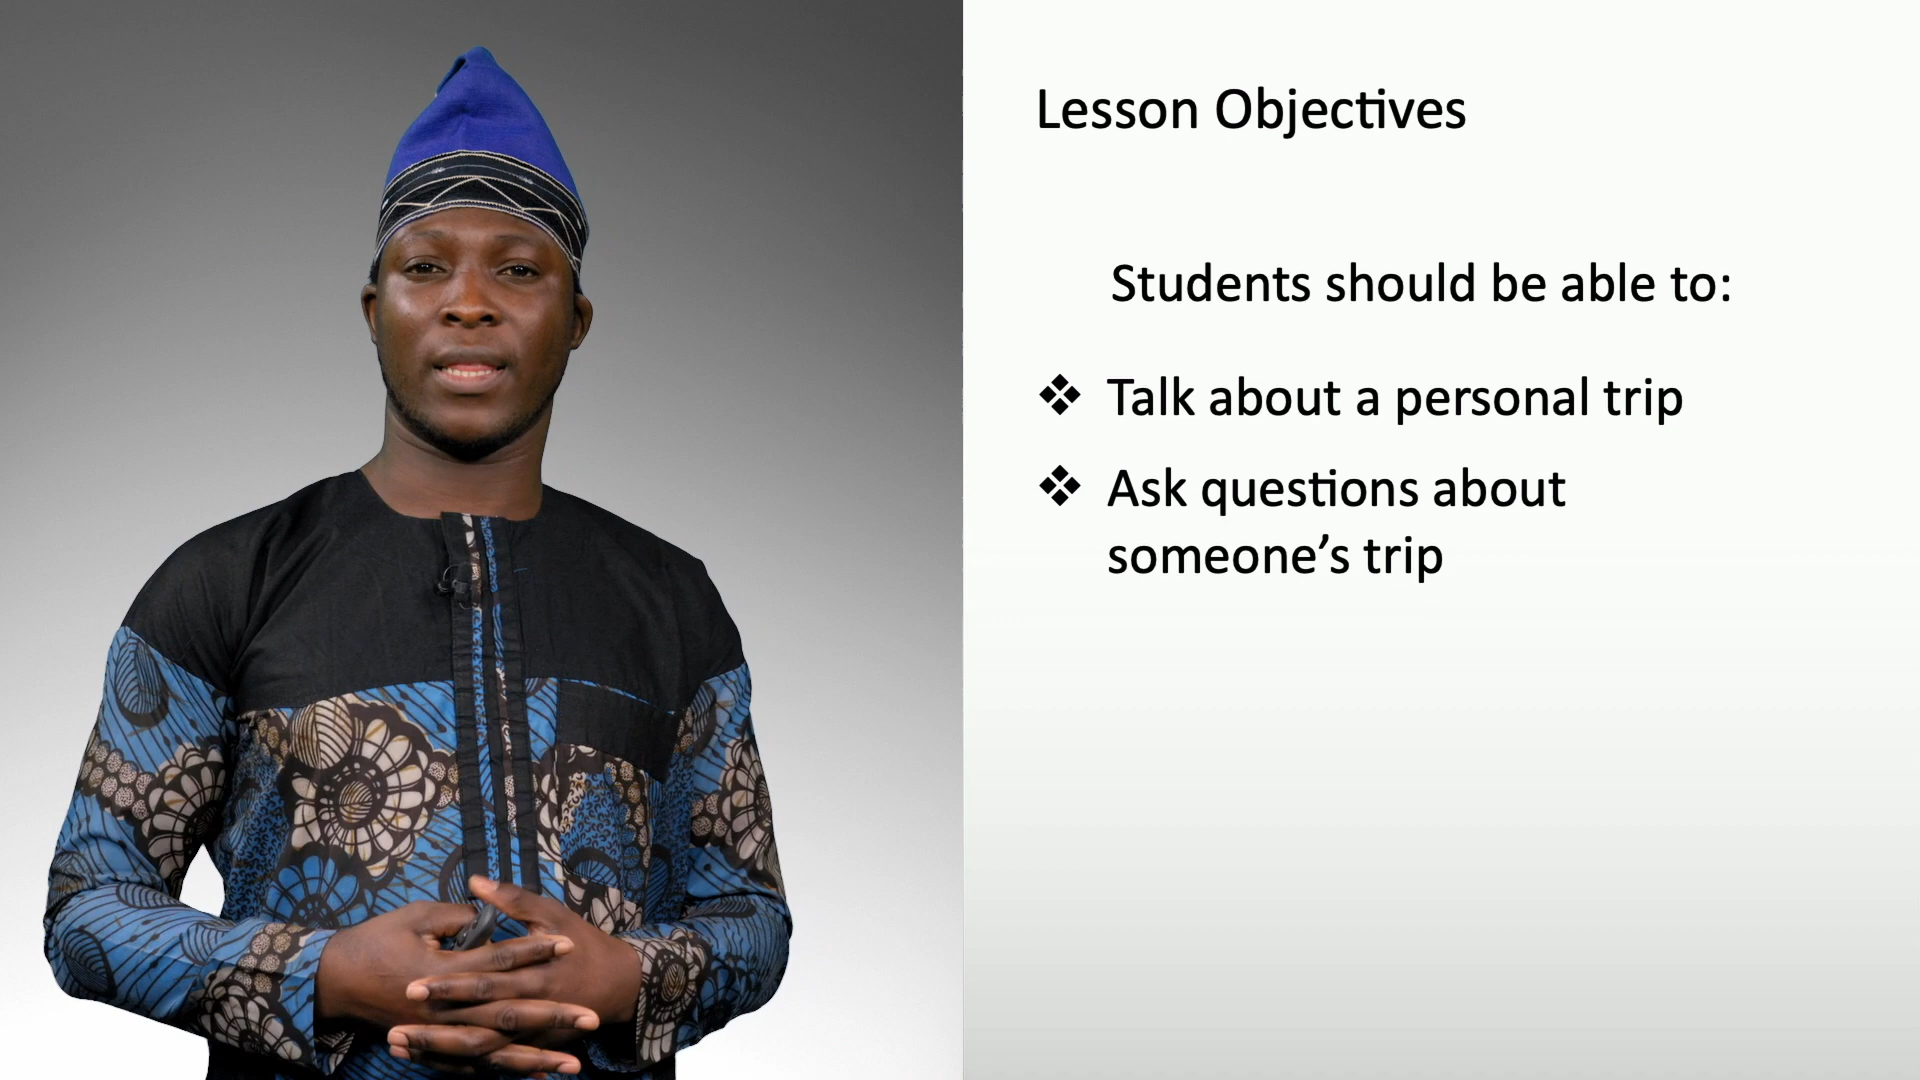 Lesson Objectives
Students should be able to:
❖ Talk about a personal trip
❖ Ask questions about
someone’s trip